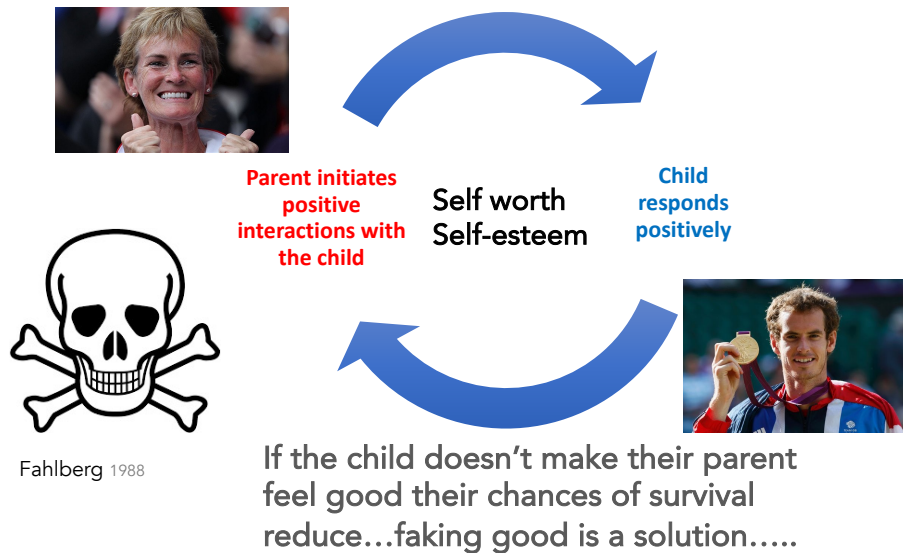 Parent initiates
positive
interactions with
the child
Self worth
Self-esteem
Child
responds
positively
Fahlberg 1988
If the child doesn't make their parent
feel good their chances of survival
reduce...faking good is a solution.....